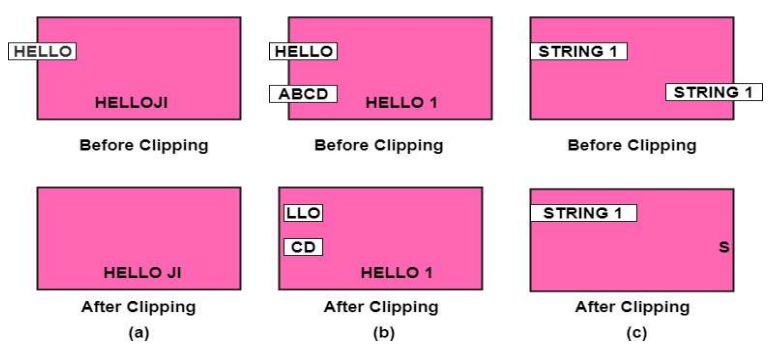 HELLO
HELLOJI
Before Clipping
HELLO
ABCD
HELLO 1
Before Clipping
STRING 1
STRING 1
Before Clipping
HELLO JI
After Clipping
(a)
LLO
CD
HELLO 1
After Clipping
(b)
STRING 1
S
After Clipping
(c)